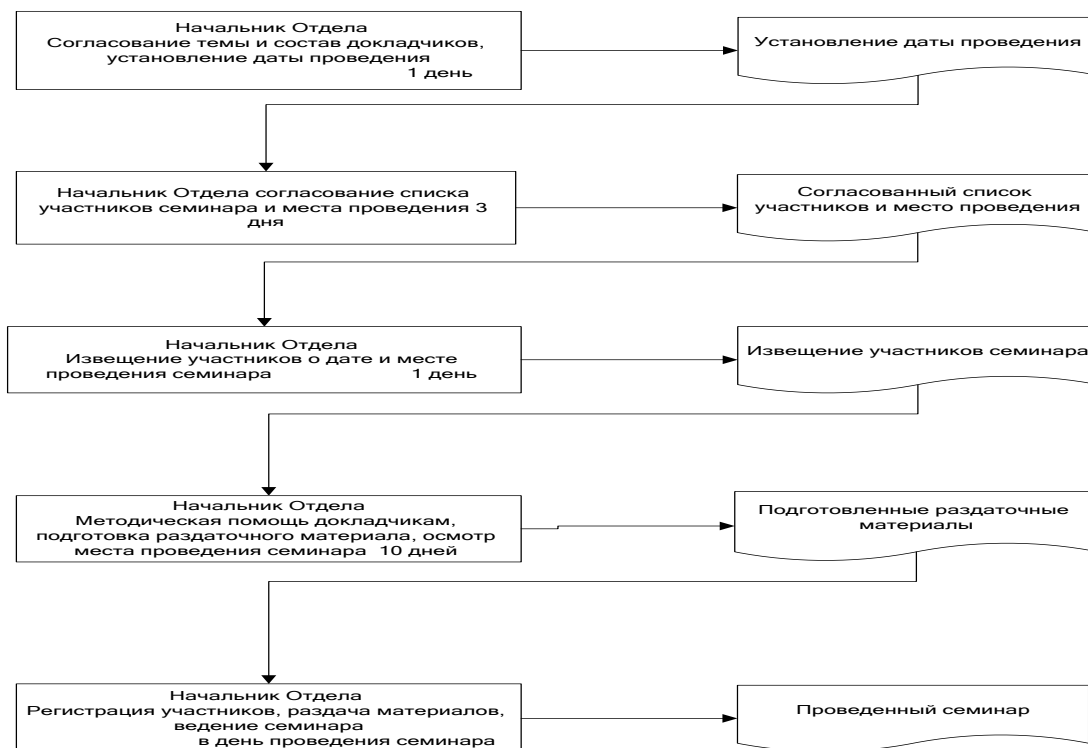 Начальник Отдела
Согласование темы и состав докладчиков,
установление даты проведения
1 день
Установление даты проведения
Начальник Отдела согласование списка
участников семинара и места проведения 3
дня
Согласованный список
участников и место проведения
Начальник Отдела
Извещение участников о дате и месте
проведения семинара 1 день
Извещение участников семинара
Начальник Отдела
Методическая помощь докладчикам,
подготовка раздаточного материала, осмотр
места проведения семинара 10 дней
Подготовленные раздаточные
материалы
Начальник Отдела
Регистрация участников, раздача материалов,
ведение семинара
в день проведения семинара
Проведенный семинар